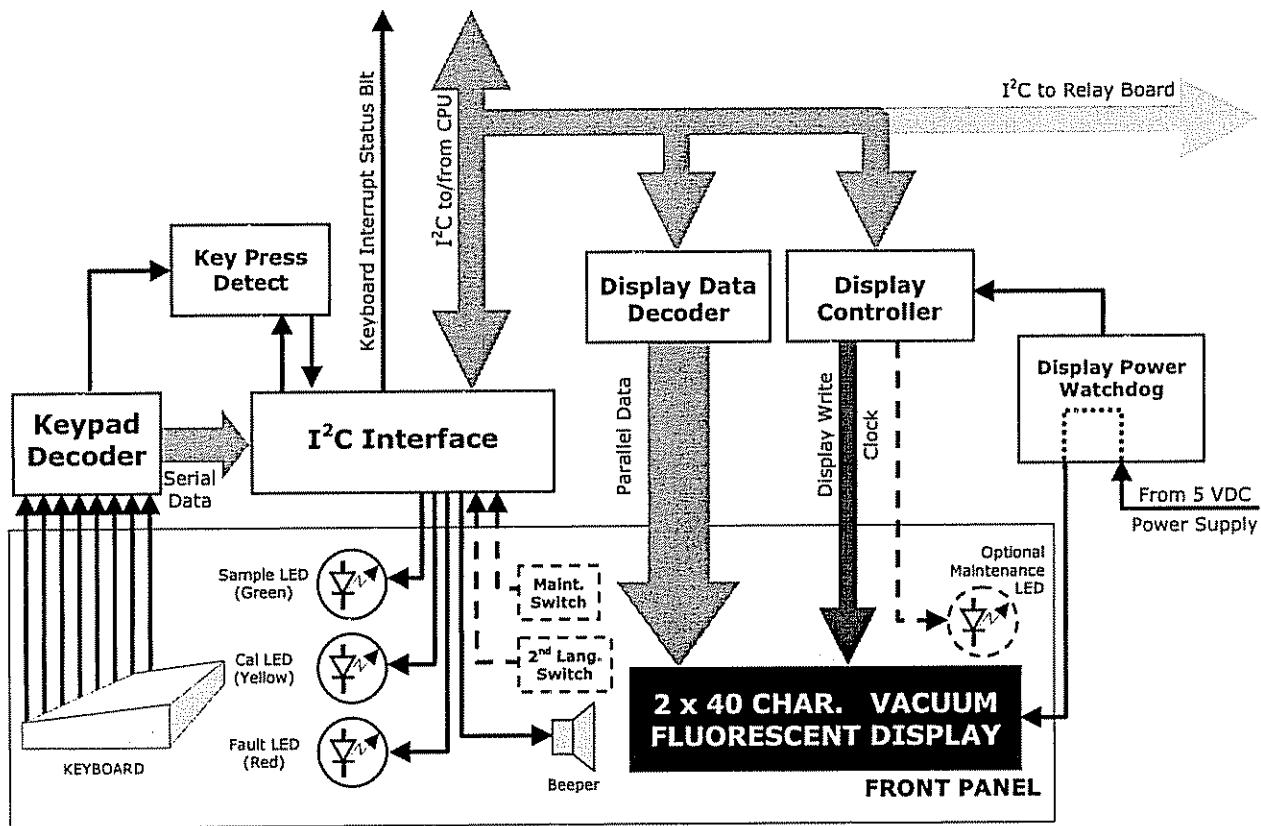 I²C to Relay Board
Keyboard Interrupt Status Bit
I²C to/from CPU
Key Press
Detect
Display Data
Decoder
Display
Controller
Display Power
Watchdog
Keypad
Decoder
I²C Interface
Serial
Data
Parallel Data
Display Write
Clock
From 5 VDC
Power Supply
Sample LED
(Green)
Maint.
Switch
Optional
Maintenance
LED
Cal LED
(Yellow)
2nd Lang.
Switch
2 x 40 CHAR. VACUUM
FLUORESCENT DISPLAY
Fault LED
(Red)
KEYBOARD
Beeper
FRONT PANEL